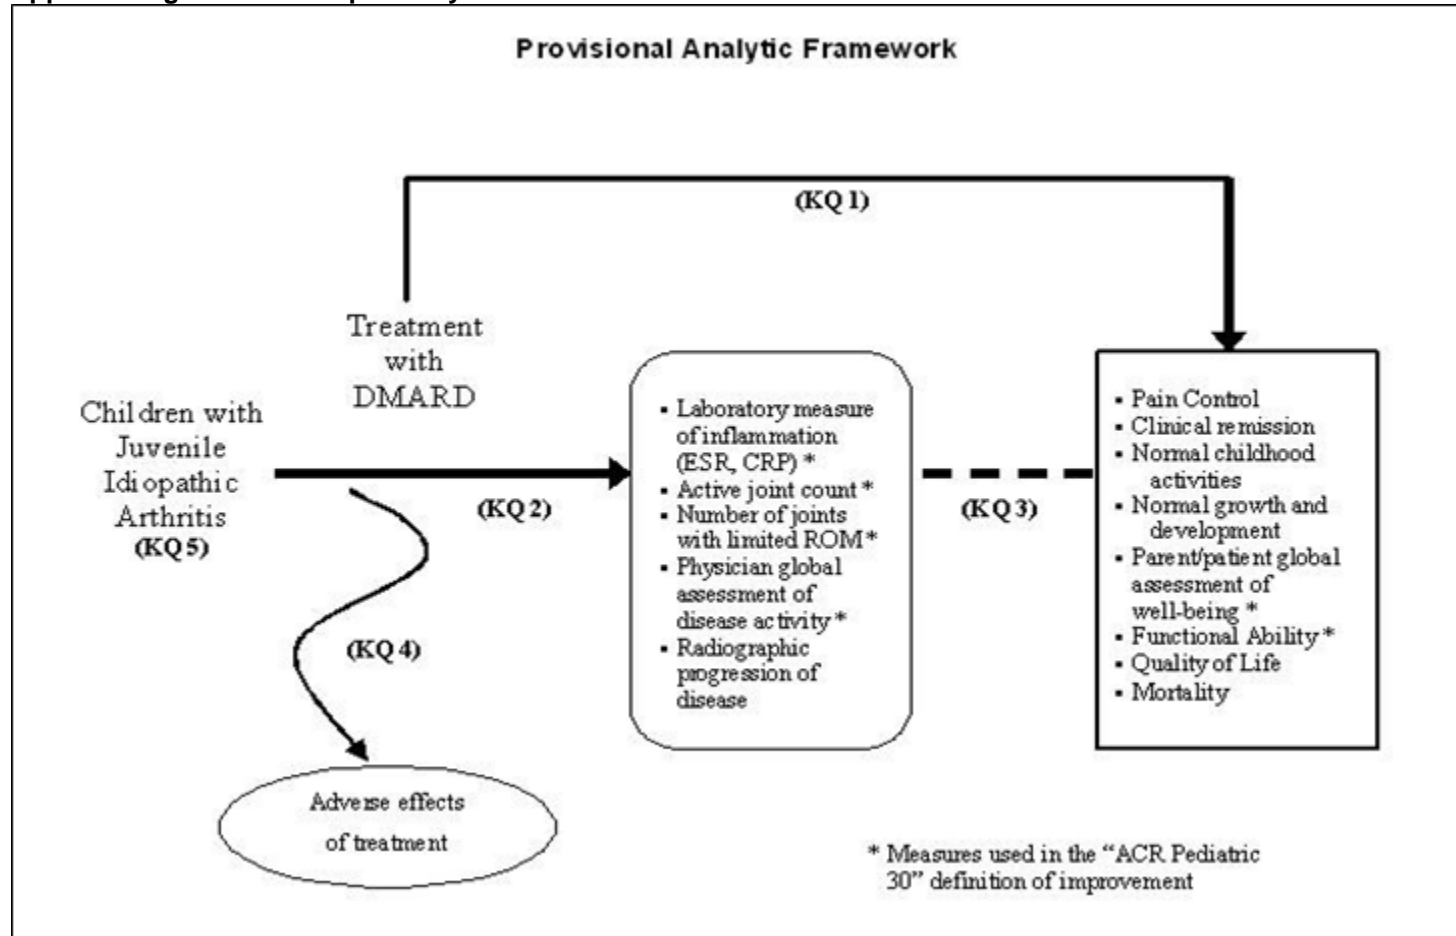 Provisional Analytic Framework
(KQ 1)
Treatment
with
DMARD
Children with
Juvenile
Idiopathic
Arthritis
(KQ 5)
(KQ 2)
▪ Laboratory measure
of inflammation
(ESR, CRP) *
▪ Active joint count *
▪ Number of joints
with limited ROM *
▪ Physician global
assessment of
disease activity *
▪ Radiographic
progression of
disease
(KQ 3)
▪ Pain Control
▪ Clinical remission
▪ Normal childhood
activities
▪ Normal growth and
development
▪ Parent/patient global
assessment of
well-being *
▪ Functional Ability *
▪ Quality of Life
▪ Mortality
(KQ 4)
Adverse effects
of treatment
* Measures used in the “ACR Pediatric
30” definition of improvement